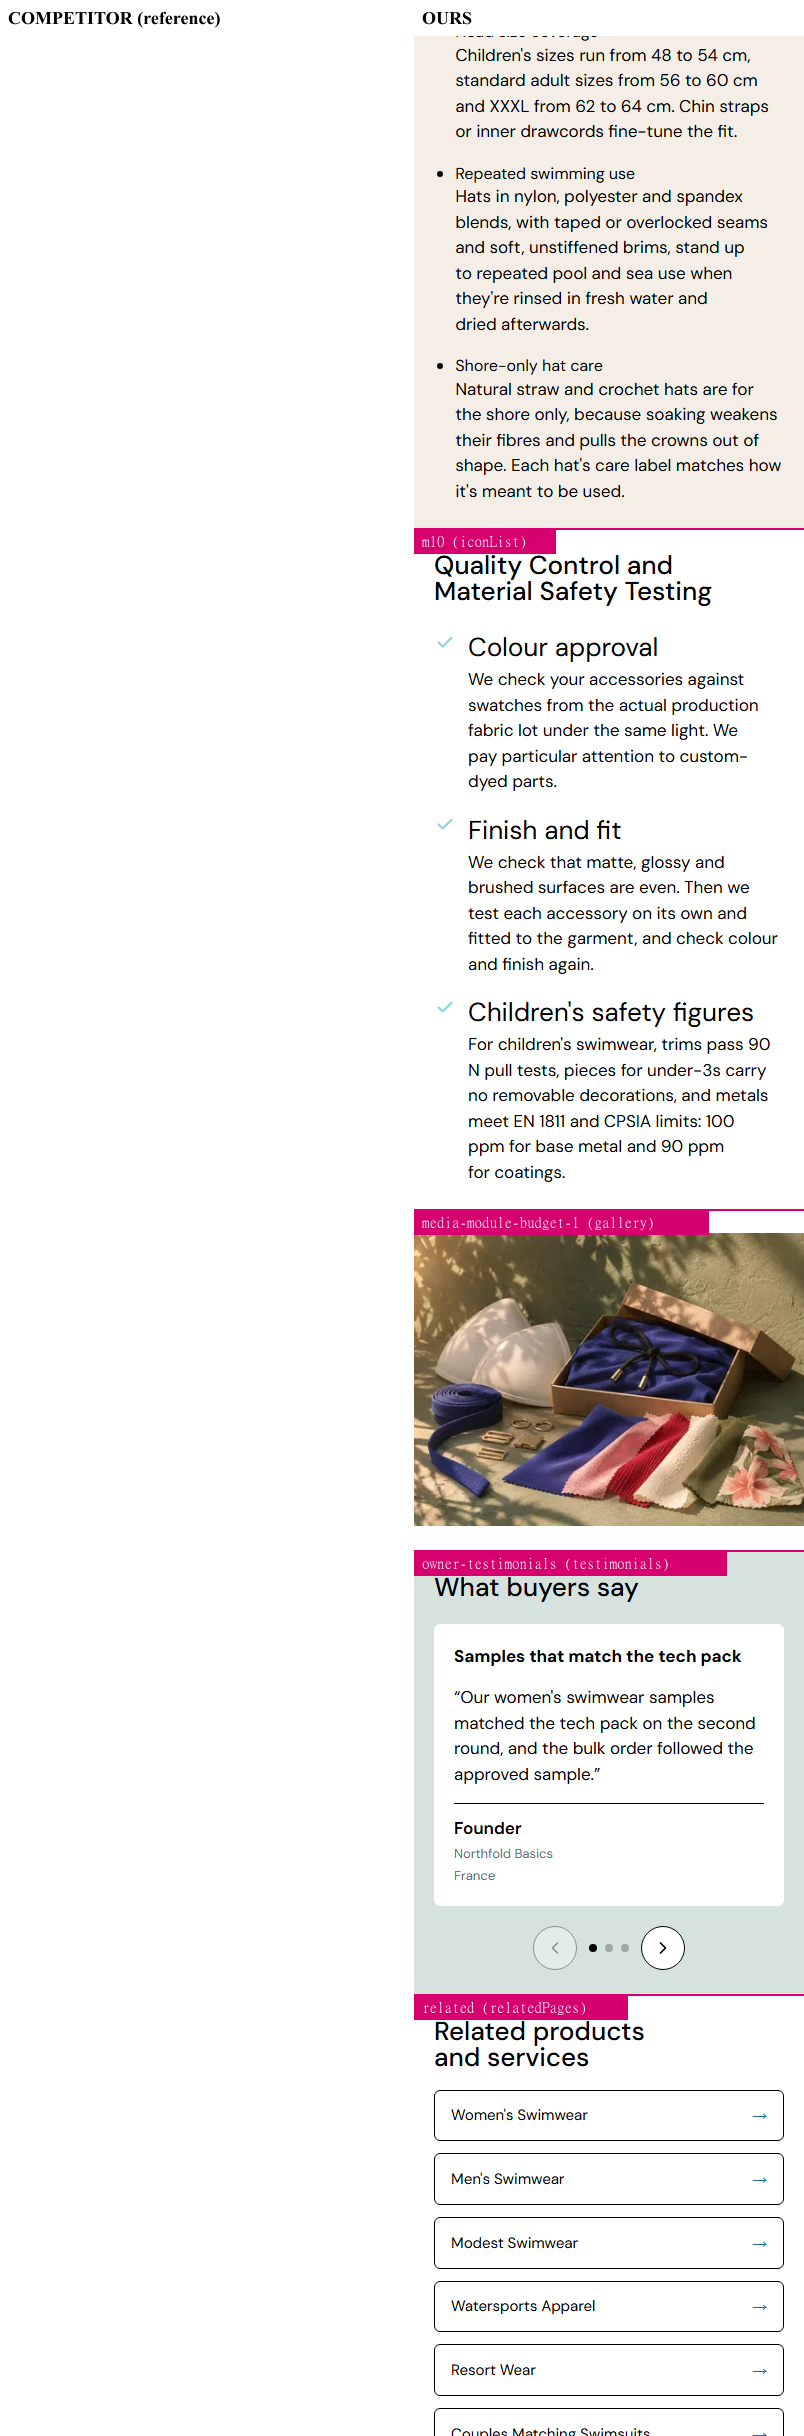 COMPETITOR (reference)
OURS
Head size coverage
Children's sizes run from 48 to 54 cm,
standard adult sizes from 56 to 60 cm
and XXXL from 62 to 64 cm. Chin straps
or inner drawcords fine-tune the fit.
Repeated swimming use
Hats in nylon, polyester and spandex
blends, with taped or overlocked seams
and soft, unstiffened brims, stand up
to repeated pool and sea use when
they're rinsed in fresh water and
dried afterwards.
Shore-only hat care
Natural straw and crochet hats are for
the shore only, because soaking weakens
their fibres and pulls the crowns out of
shape. Each hat's care label matches how
it's meant to be used.
m10 (iconList)
Quality Control and
Material Safety Testing
Colour approval
We check your accessories against
swatches from the actual production
fabric lot under the same light. We
pay particular attention to custom-
dyed parts.
Finish and fit
We check that matte, glossy and
brushed surfaces are even. Then we
test each accessory on its own and
fitted to the garment, and check colour
and finish again.
Children's safety figures
For children's swimwear, trims pass 90
N pull tests, pieces for under-3s carry
no removable decorations, and metals
meet EN 1811 and CPSIA limits: 100
ppm for base metal and 90 ppm
for coatings.
media-module-budget-1 (gallery)
owner-testimonials (testimonials)
What buyers say
Samples that match the tech pack
“Our women's swimwear samples
matched the tech pack on the second
round, and the bulk order followed the
approved sample.”
Founder
Northfold Basics
France
related (relatedPages)
Related products
and services
Women's Swimwear →
Men's Swimwear →
Modest Swimwear →
Watersports Apparel →
Resort Wear →
Couples Matching Swimsuits →